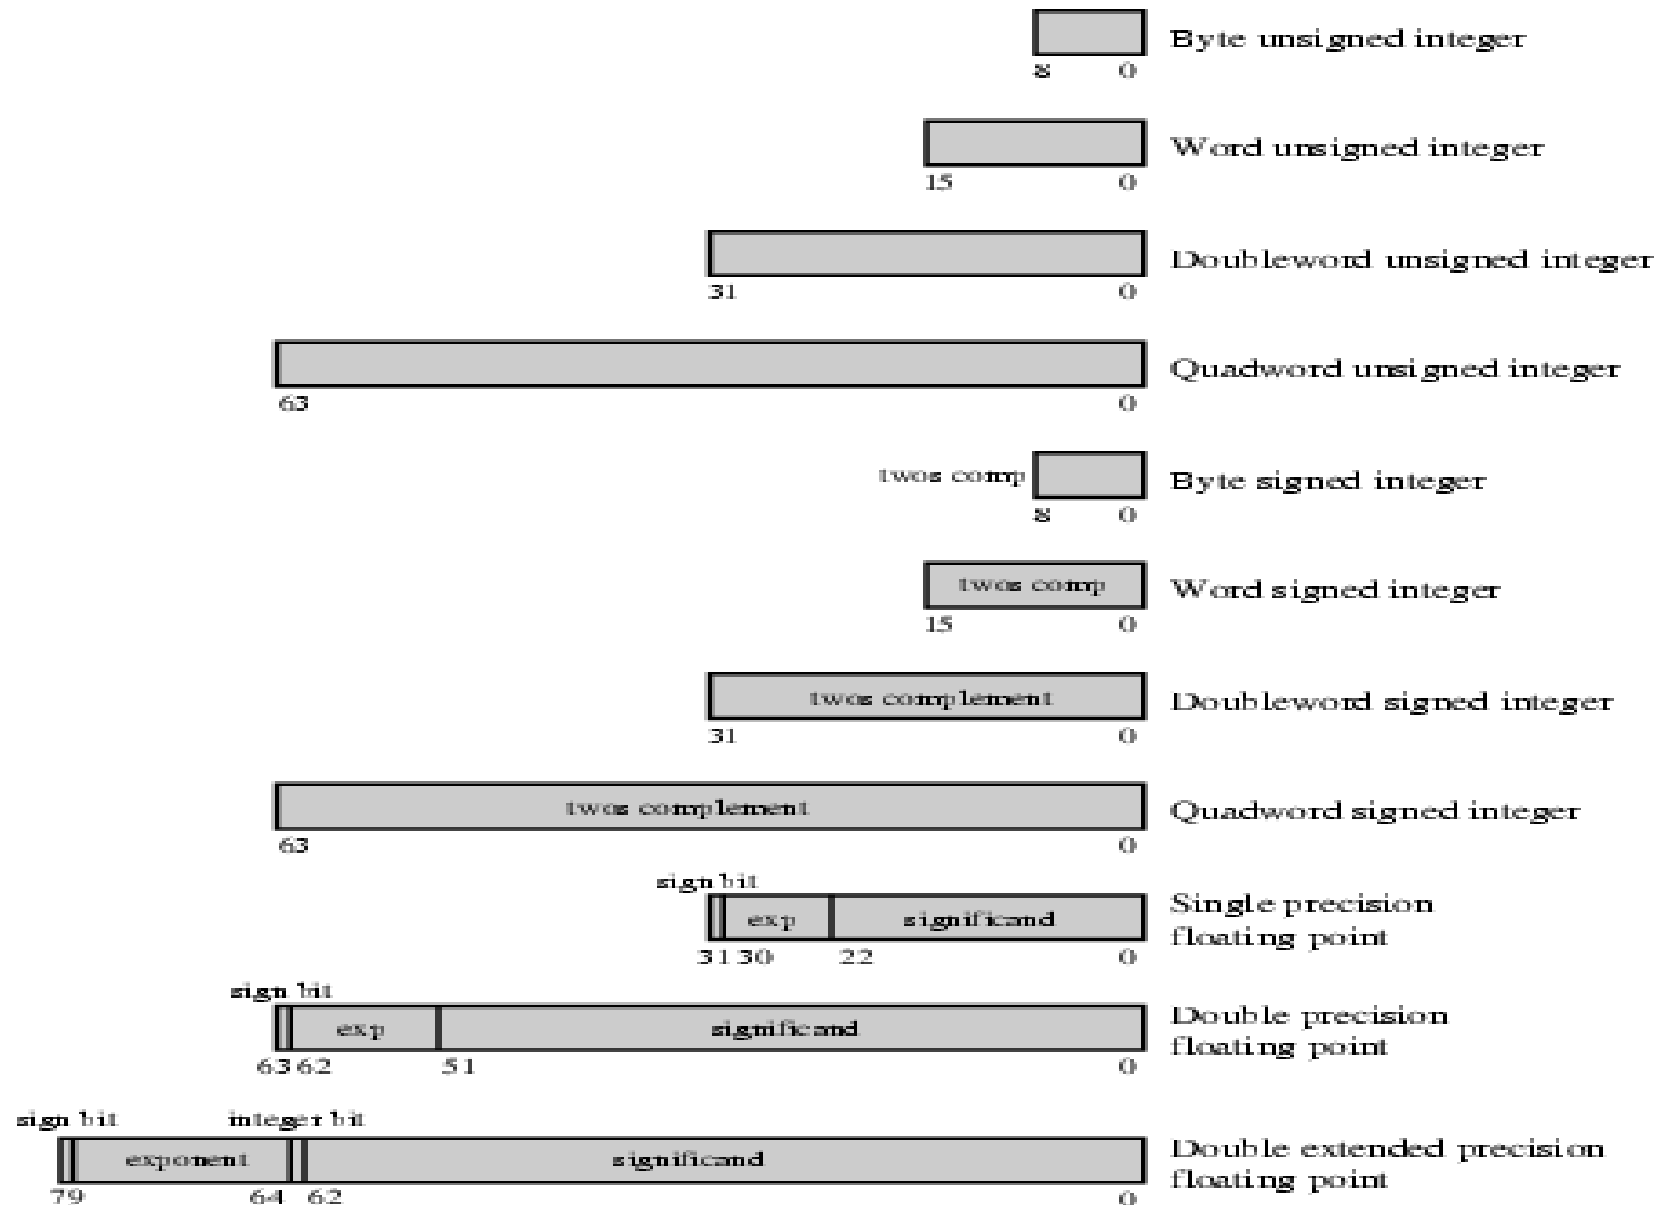 Byte unsigned integer
8 0
Word unsigned integer
15 0
Doubleword unsigned integer
31 0
Quadword unsigned integer
63 0
twos comp Byte signed integer
8 0
twos comp Word signed integer
15 0
twos complement Doubleword signed integer
31 0
twos complement Quadword signed integer
63 0
sign bit
exp significand Single precision
floating point
31 30 22 0
sign bit
exp significand Double precision
floating point
63 62 51 0
sign bit integer bit
exponent significand Double extended precision
floating point
79 64 62 0